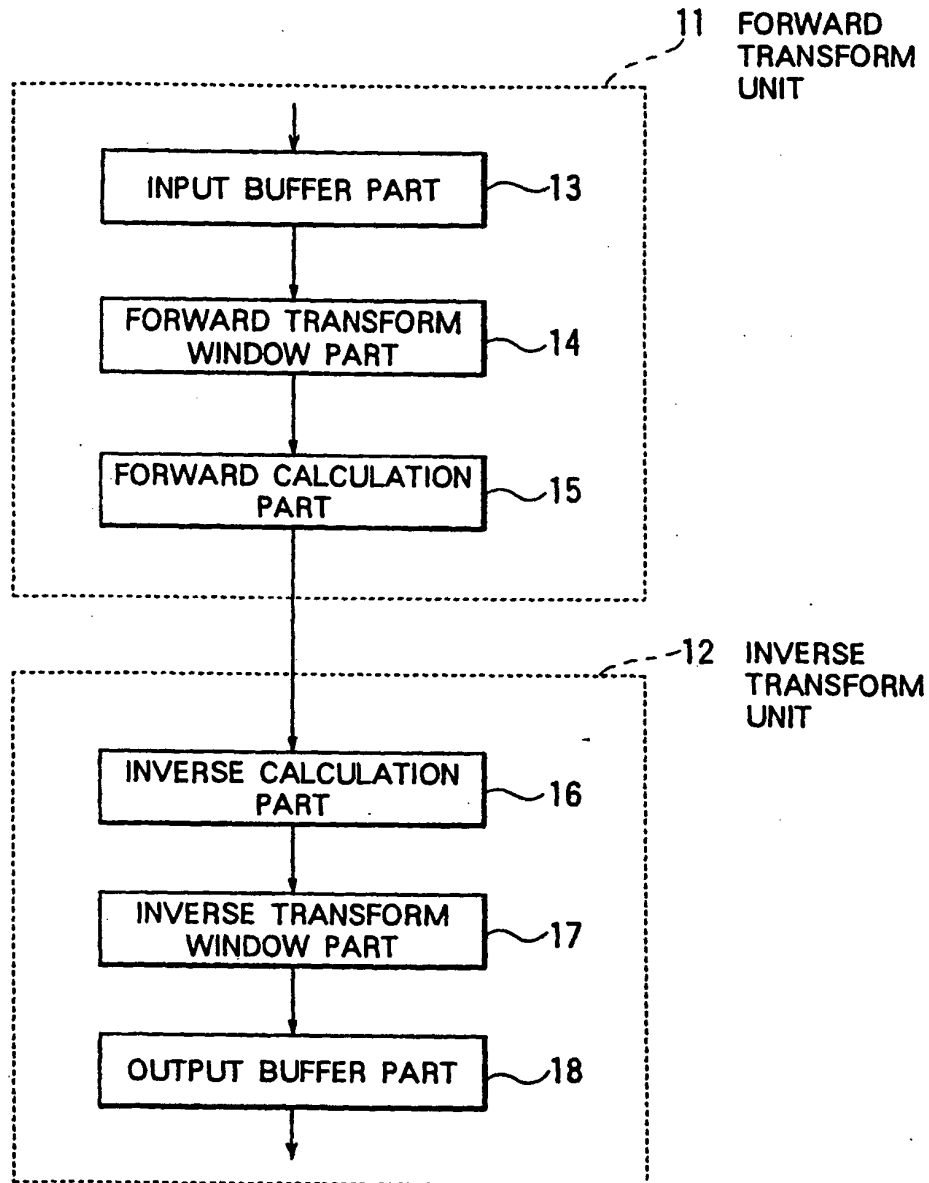 11 FORWARD
TRANSFORM
UNIT
INPUT BUFFER PART
13
FORWARD TRANSFORM
WINDOW PART
14
FORWARD CALCULATION
PART
15
12 INVERSE
TRANSFORM
UNIT
INVERSE CALCULATION
PART
16
INVERSE TRANSFORM
WINDOW PART
17
OUTPUT BUFFER PART
18